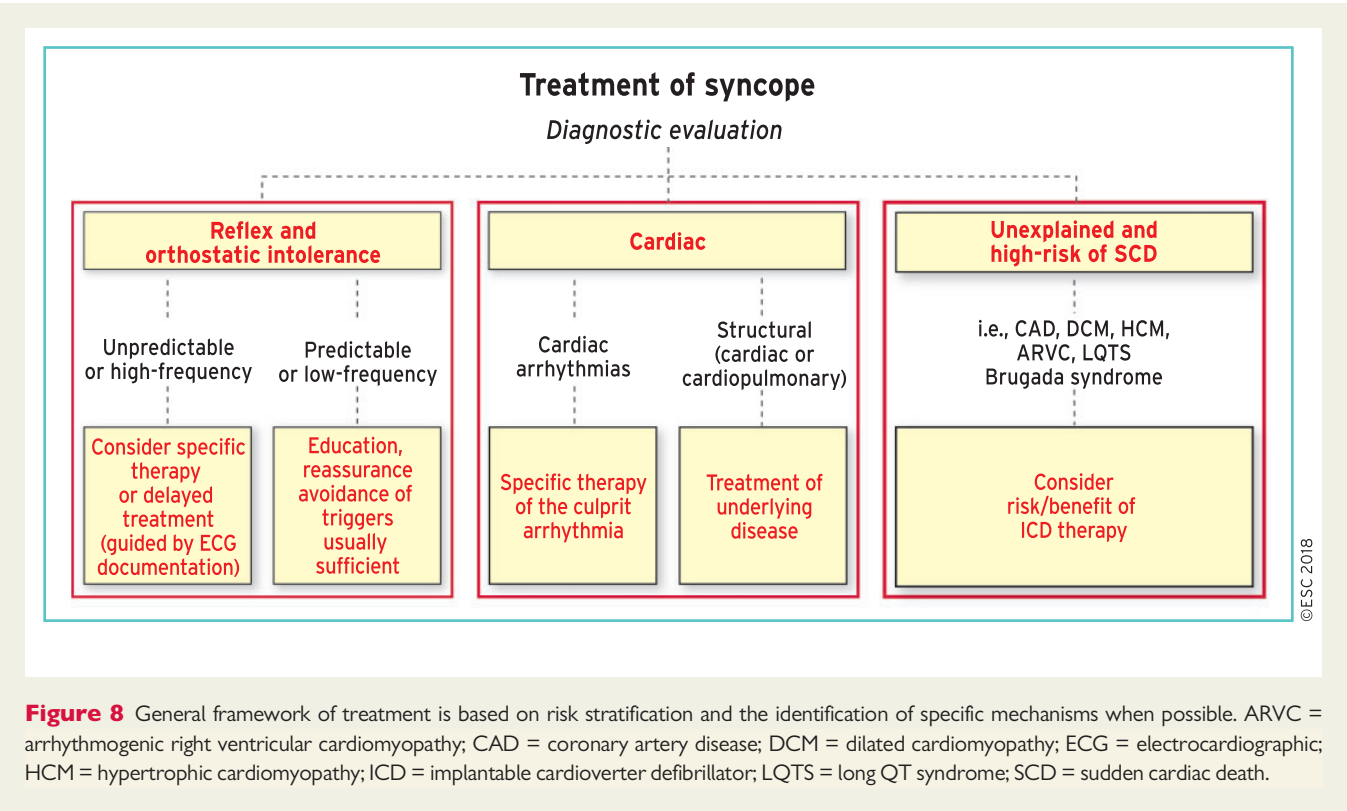 Treatment of syncope
Diagnostic evaluation
Reflex and
orthostatic intolerance
Unpredictable
or high-frequency
Predictable
or low-frequency
Consider specific
therapy
or delayed
treatment
(guided by ECG
documentation)
Education,
reassurance
avoidance of
triggers
usually
sufficient
Cardiac
Cardiac
arrhythmias
Structural
(cardiac or
cardiopulmonary)
Specific therapy
of the culprit
arrhythmia
Treatment of
underlying
disease
Unexplained and
high-risk of SCD
i.e., CAD, DCM, HCM,
ARVC, LQTS
Brugada syndrome
Consider
risk/benefit of
ICD therapy
©ESC 2018
Figure 8 General framework of treatment is based on risk stratification and the identification of specific mechanisms when possible. ARVC =
arrhythmogenic right ventricular cardiomyopathy; CAD = coronary artery disease; DCM = dilated cardiomyopathy; ECG = electrocardiographic;
HCM = hypertrophic cardiomyopathy; ICD = implantable cardioverter defibrillator; LQTS = long QT syndrome; SCD = sudden cardiac death.